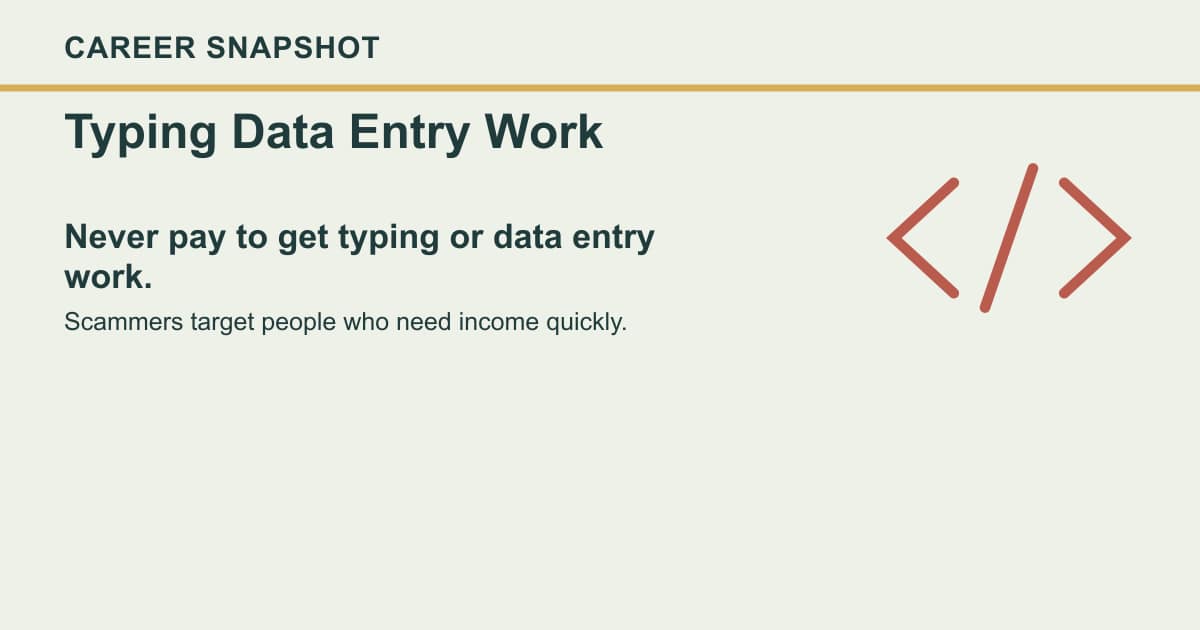 CAREER SNAPSHOT
Typing Data Entry Work
Never pay to get typing or data entry
work.
Scammers target people who need income quickly.